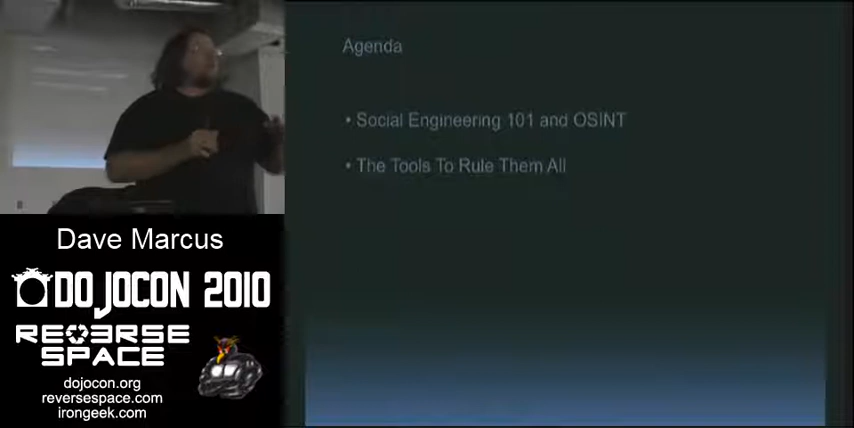 Agenda
• Social Engineering 101 and OSINT
• The Tools To Rule Them All
Dave Marcus
DOJOCON 2010
REVERSE
SPACE
dojocon.org
reversespace.com
irongeek.com